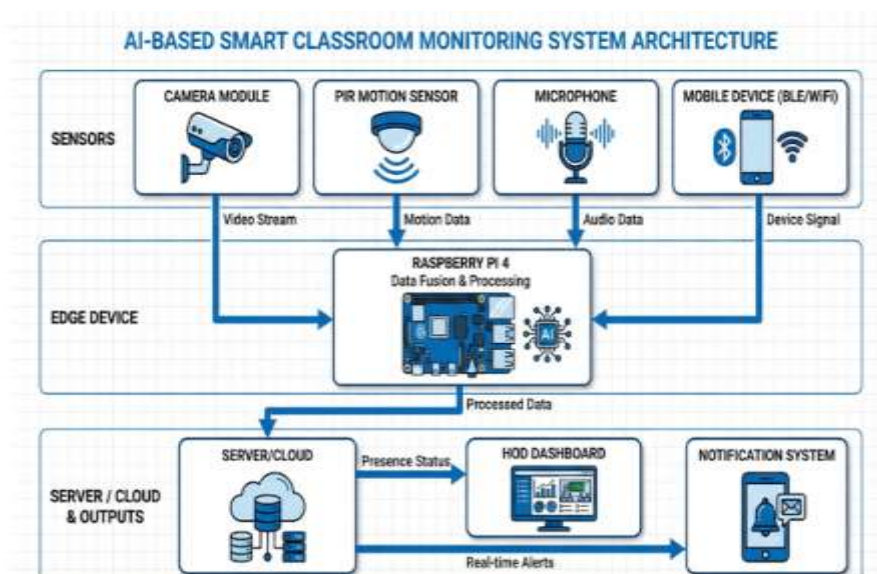 AI-BASED SMART CLASSROOM MONITORING SYSTEM ARCHITECTURE
SENSORS
CAMERA MODULE
PIR MOTION SENSOR
MICROPHONE
MOBILE DEVICE (BLE/WiFi)
Video Stream
Motion Data
Audio Data
Device Signal
EDGE DEVICE
RASPBERRY PI 4
Data Fusion & Processing
AI
Processed Data
SERVER / CLOUD
& OUTPUTS
SERVER/CLOUD
Presence Status
HOD DASHBOARD
NOTIFICATION SYSTEM
Real-time Alerts